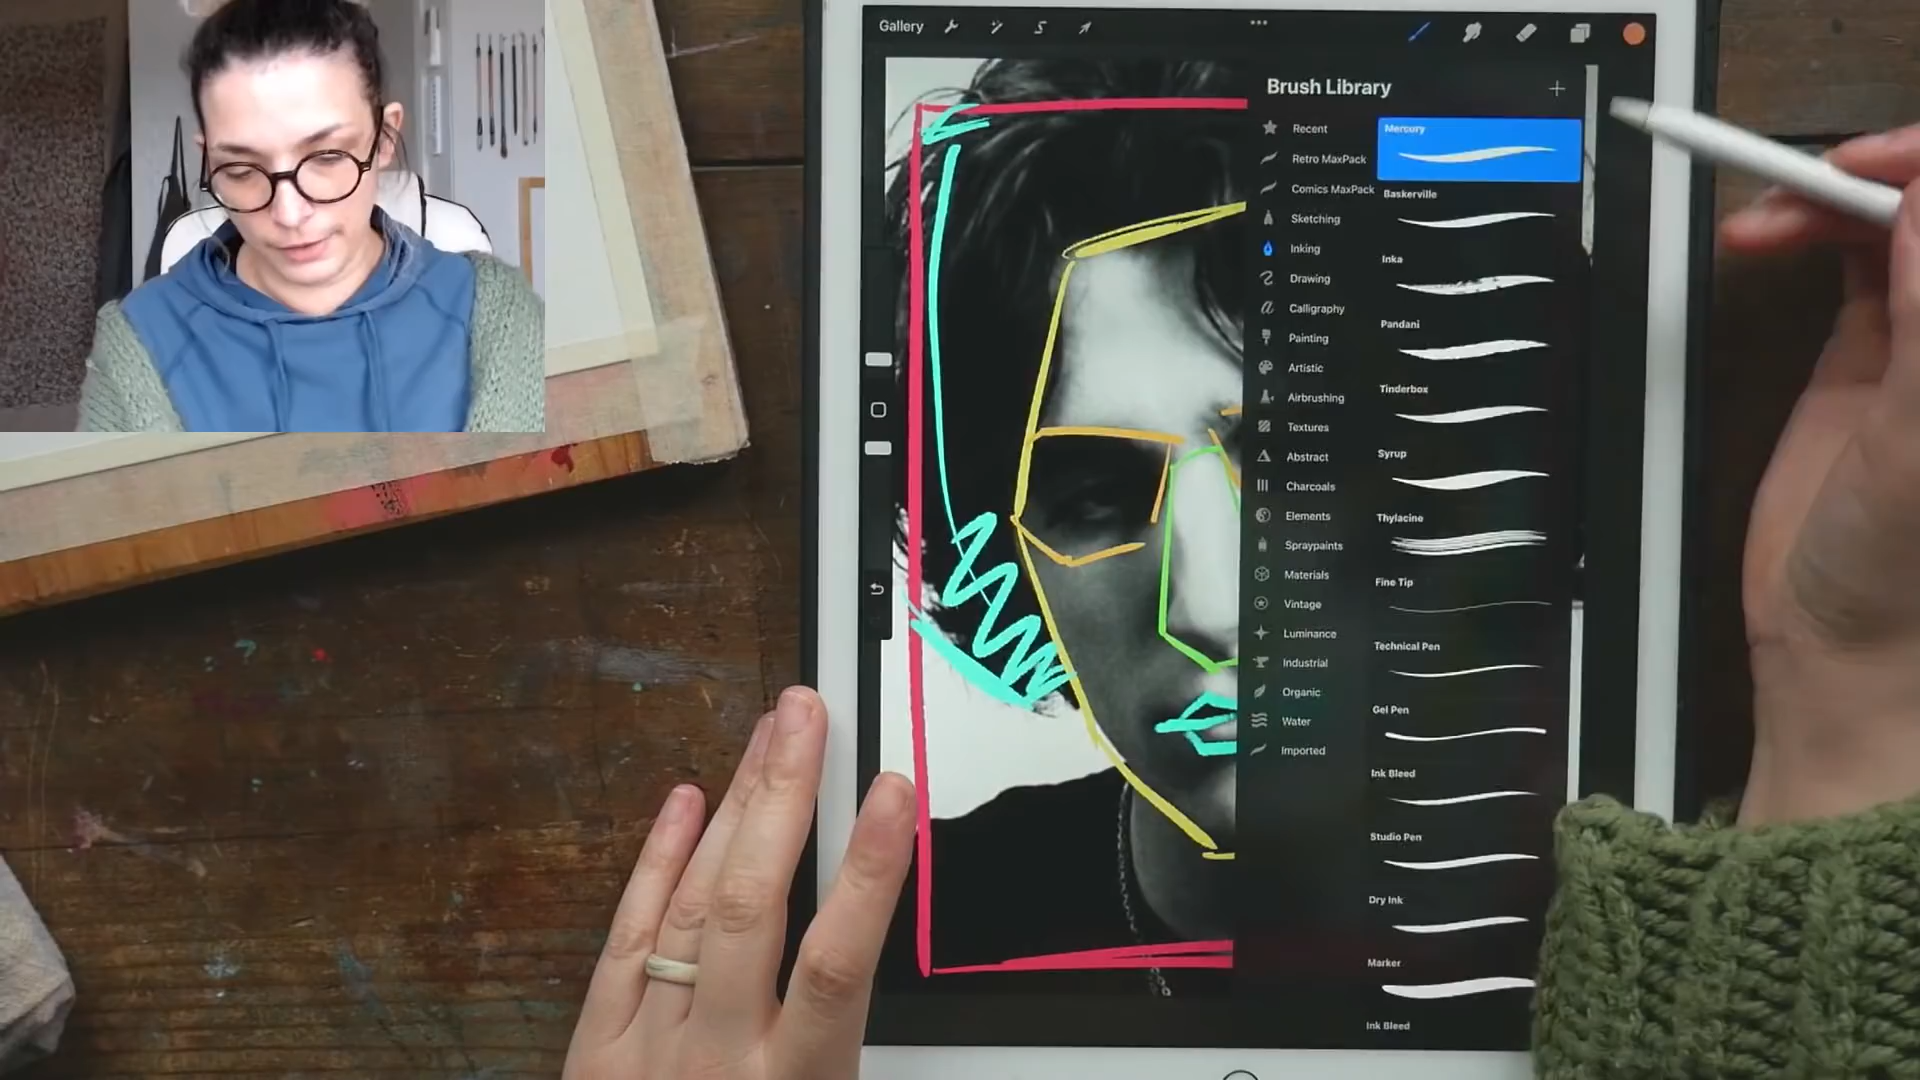 Gallery
Brush Library
Recent
Retro MaxPack
Comics MaxPack
Sketching
Inking
Drawing
Calligraphy
Painting
Artistic
Airbrushing
Textures
Abstract
Charcoals
Elements
Spraypaints
Materials
Vintage
Luminance
Industrial
Organic
Water
Imported
Mercury
Baskerville
Inka
Pandani
Tinderbox
Syrup
Thylacine
Fine Tip
Technical Pen
Gel Pen
Ink Bleed
Studio Pen
Dry Ink
Marker
Ink Bleed